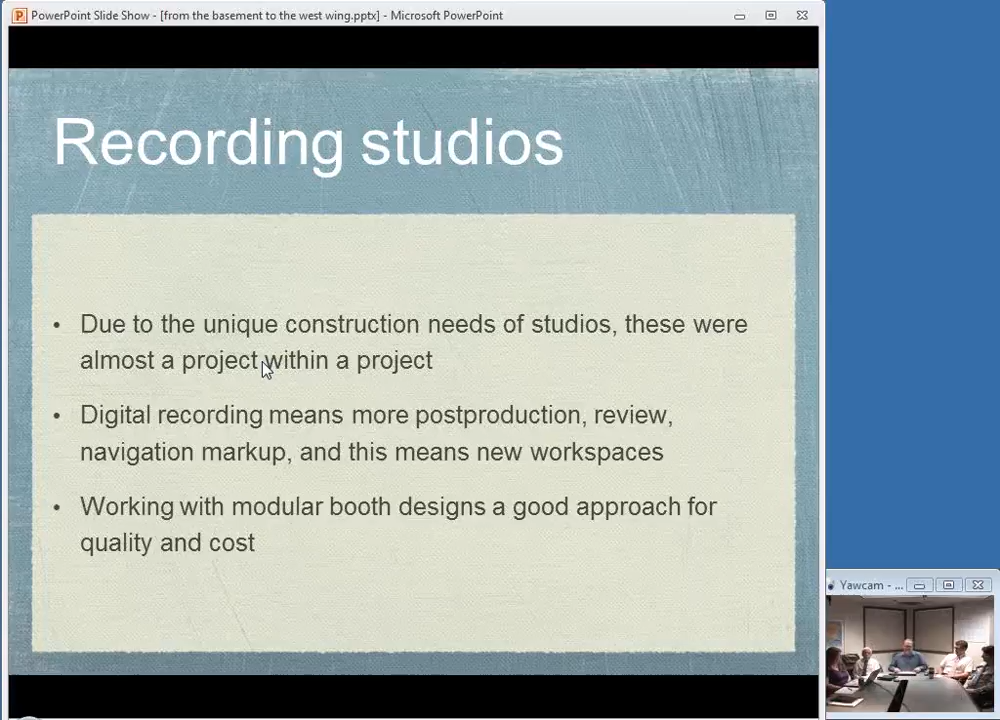 PowerPoint Slide Show - [from the basement to the west wing.pptx] - Microsoft PowerPoint
Recording studios
• Due to the unique construction needs of studios, these were
almost a project within a project
• Digital recording means more postproduction, review,
navigation markup, and this means new workspaces
• Working with modular booth designs a good approach for
quality and cost
Yawcam - ...